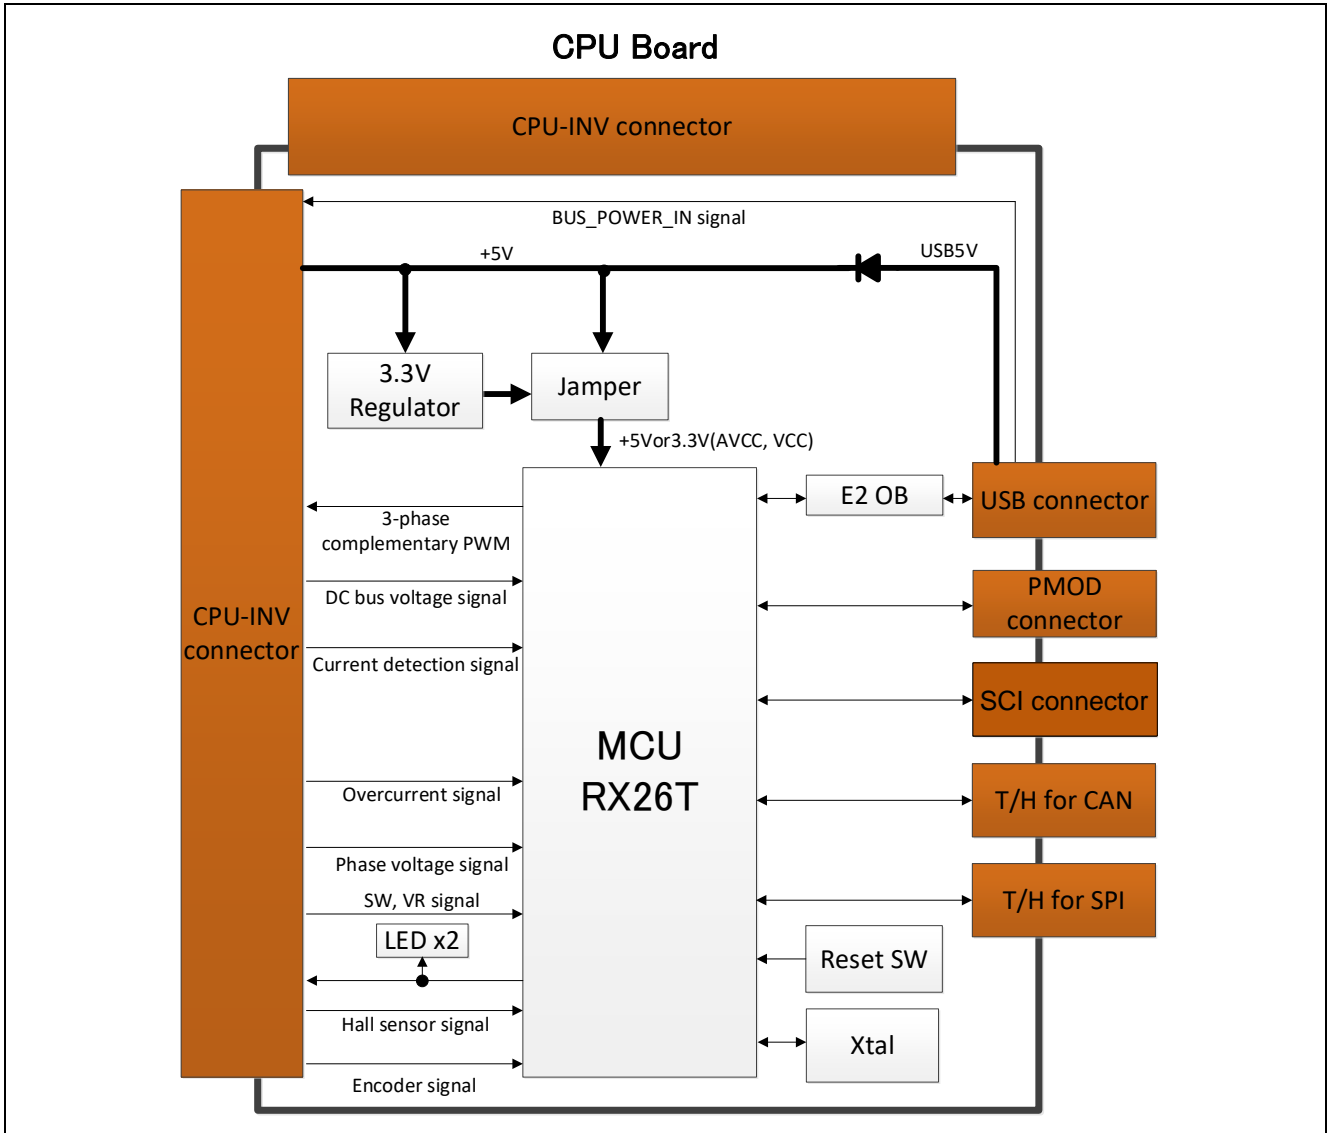 CPU Board
CPU-INV connector
BUS_POWER_IN signal
+5V
USB5V
3.3V
Regulator
Jamper
+5Vor3.3V(AVCC, VCC)
E2 OB
USB connector
3-phase
complementary PWM
DC bus voltage signal
PMOD
connector
CPU-INV
connector
Current detection signal
SCI connector
MCU
RX26T
Overcurrent signal
T/H for CAN
Phase voltage signal
SW, VR signal
T/H for SPI
LED x2
Reset SW
Hall sensor signal
Xtal
Encoder signal